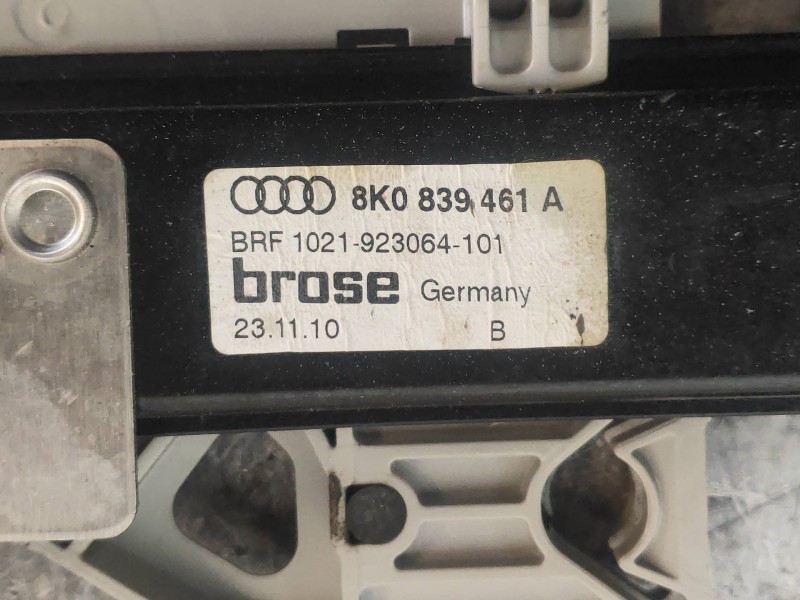 8K0 839 461 A
BRF 1021-923064-101
brose Germany
23.11.10 B